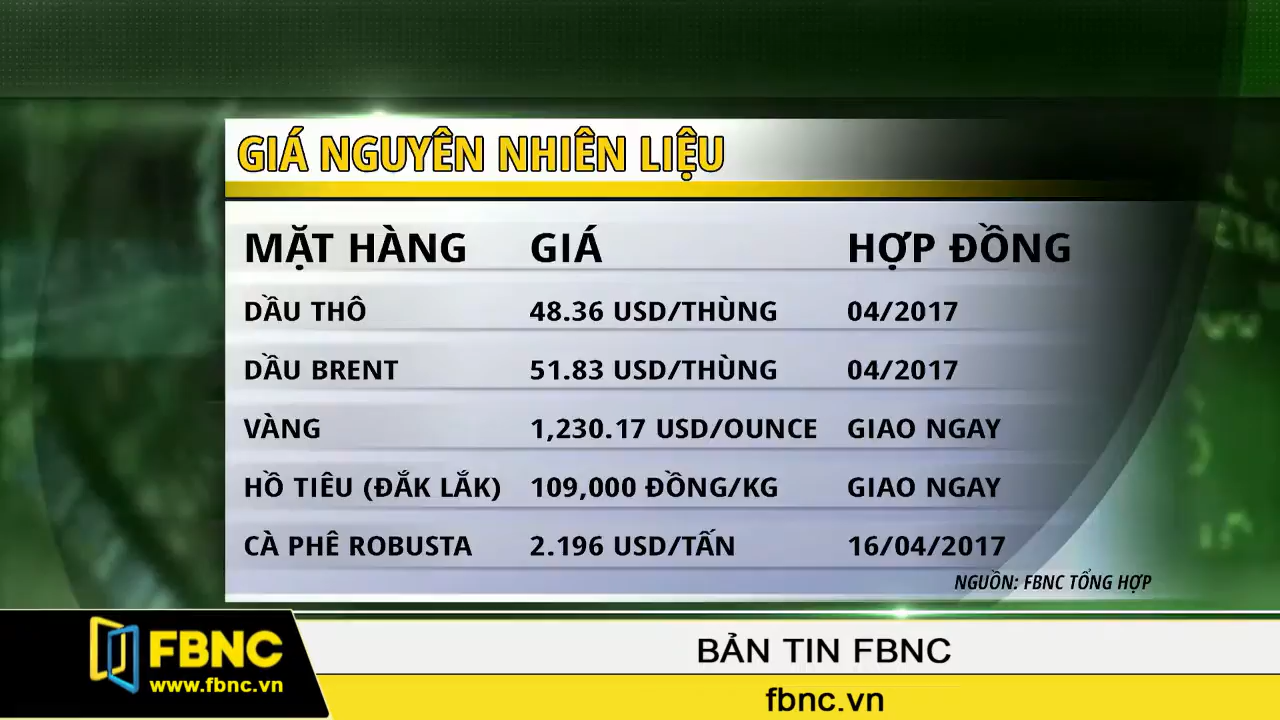 GIÁ NGUYÊN NHIÊN LIỆU
MẶT HÀNG GIÁ HỢP ĐỒNG
DẦU THÔ 48.36 USD/THÙNG 04/2017
DẦU BRENT 51.83 USD/THÙNG 04/2017
VÀNG 1,230.17 USD/OUNCE GIAO NGAY
HỒ TIÊU (ĐẮK LẮK) 109,000 ĐỒNG/KG GIAO NGAY
CÀ PHÊ ROBUSTA 2.196 USD/TẤN 16/04/2017
NGUỒN: FBNC TỔNG HỢP
FBNC
www.fbnc.vn
BẢN TIN FBNC
fbnc.vn